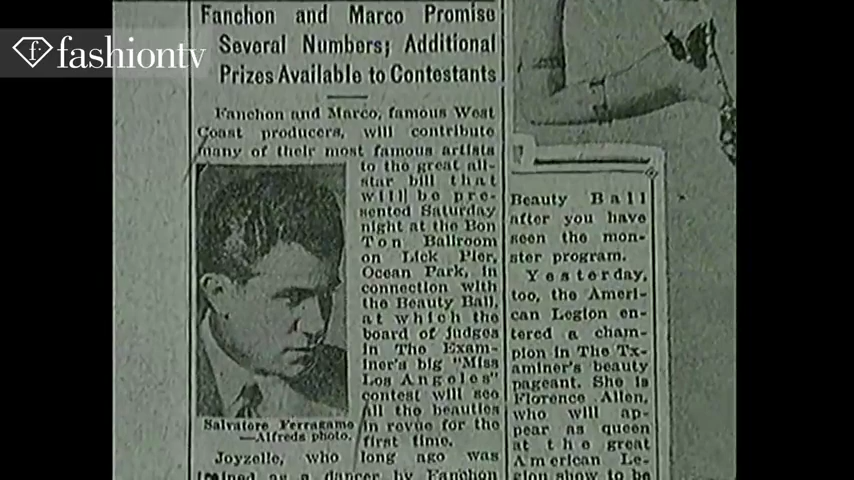 fashiontv
Fanchon and Marco Promise
Several Numbers; Additional
Prizes Available to Contestants
Fanchon and Marco, famous West
Coast producers, will contribute
many of their most famous artists
to the great all-
star bill that
will be pre-
sented Saturday
night at the Bon
Ton Ballroom
on Lick Pier,
Ocean Park, in
connection with
the Beauty Ball,
at which the
board of judges
in The Exam-
iner's big "Miss
Los Angeles"
contest will see
all the beauties
in revue for the
first time.
Salvatore Ferragamo
—Alfreds photo.
Joyzelle, who long ago was
trained as a dancer by Fanchon
Beauty Ball
after you have
seen the mon-
ster program.
Yesterday,
too, the Ameri-
can Legion en-
tered a cham-
pion in The Tx-
aminer's beauty
pageant. She is
Florence Allen,
who will ap-
pear as queen
at the great
American Le-
gion show to be